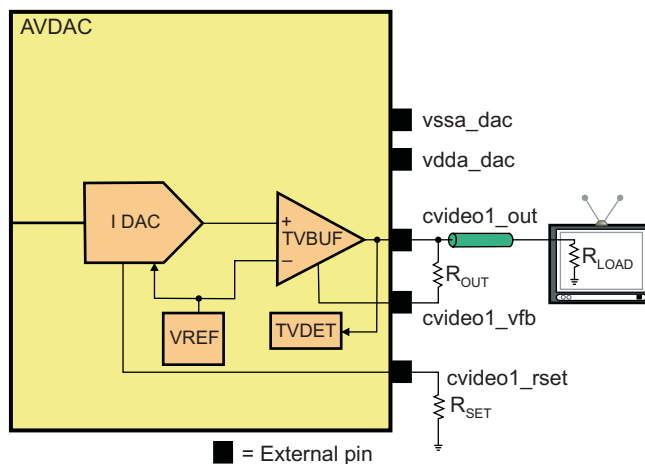 AVDAC
vssa_dac
vdda_dac
I DAC
+
TVBUF
−
cvideo1_out
RLOAD
ROUT
cvideo1_vfb
VREF
TVDET
cvideo1_rset
RSET
= External pin